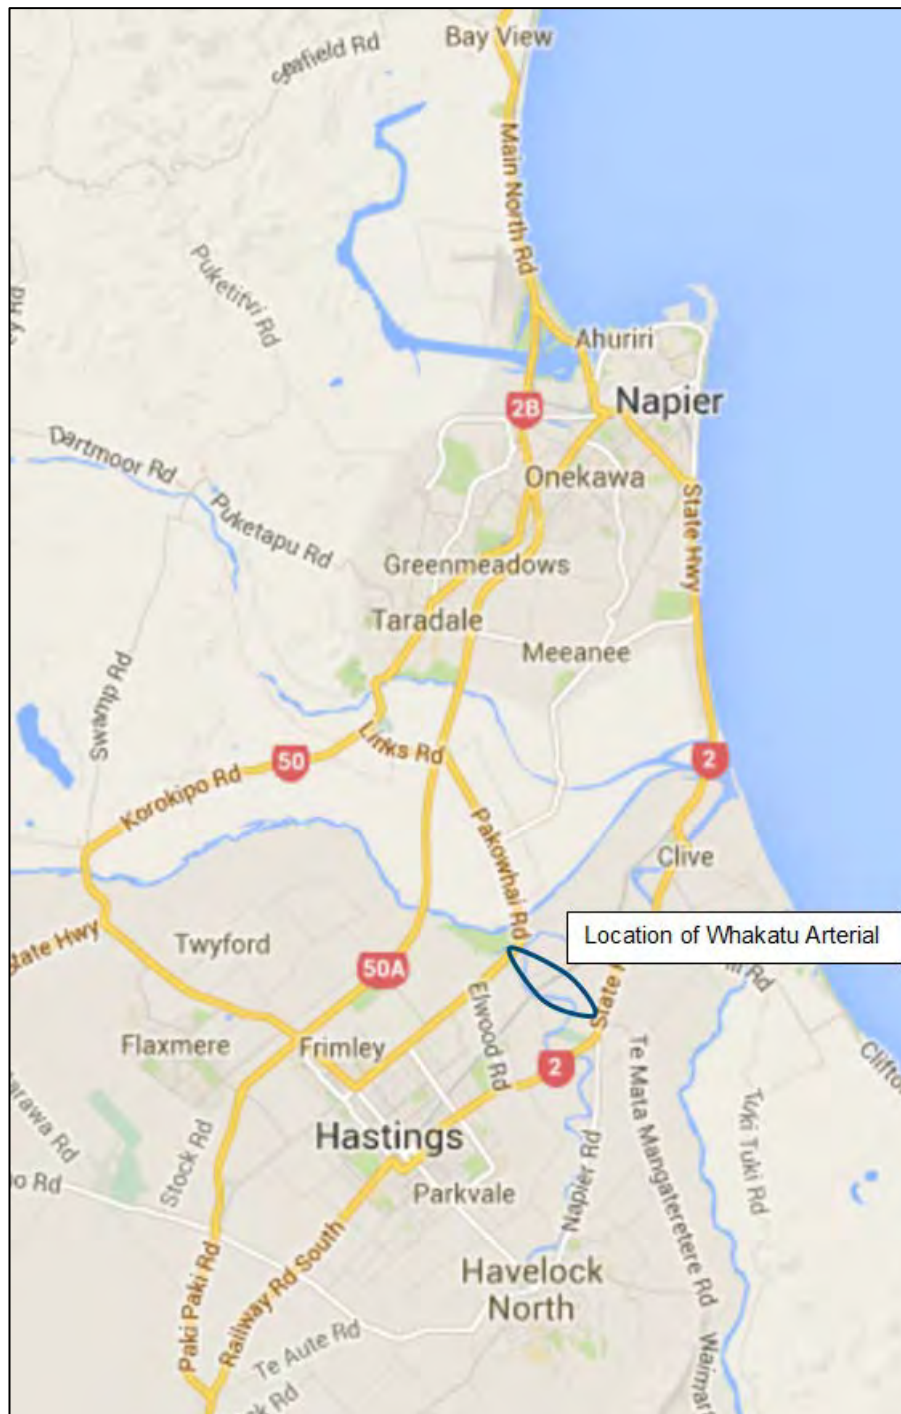 Bay View
Seafield Rd
Main North Rd
Puketitvi Rd
Ahuriri
Napier
2B
Dartmoor Rd
Onekawa
State Hwy
Puketapu Rd
Greenmeadows
Taradale
Meeanee
Swamp Rd
Links Rd
50
2
Korokipo Rd
Pakowhai Rd
Clive
Location of Whakatu Arterial
Twyford
50A
Elwood Rd
Flaxmere
Frimley
2
Te Mata Mangateretere Rd
Tuki Tuki Rd
Stock Rd
Hastings
Napier Rd
Parkvale
Railway Rd South
Paki Paki Rd
Havelock
North
Te Aute Rd